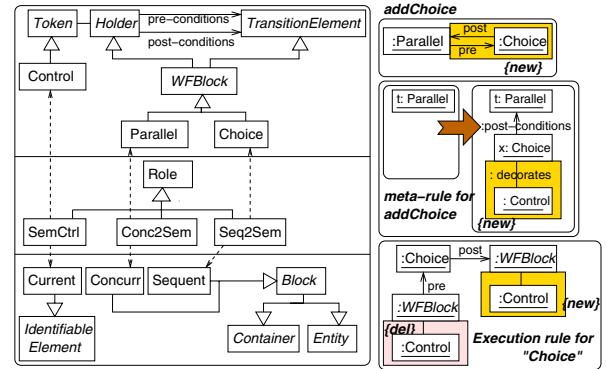 Token
Holder
pre-conditions
post-conditions
TransitionElement
Control
WFBlock
Parallel
Choice
Role
SemCtrl
Conc2Sem
Seq2Sem
Current
Concurr
Sequent
Block
Identifiable
Element
Container
Entity
addChoice
:Parallel
post
pre
:Choice
{new}
t: Parallel
t: Parallel
:post-conditions
x: Choice
: decorates
: Control
meta-rule for
addChoice
{new}
:Choice
post
:WFBlock
pre
:Control
{new}
:WFBlock
{del}
:Control
Execution rule for
"Choice"